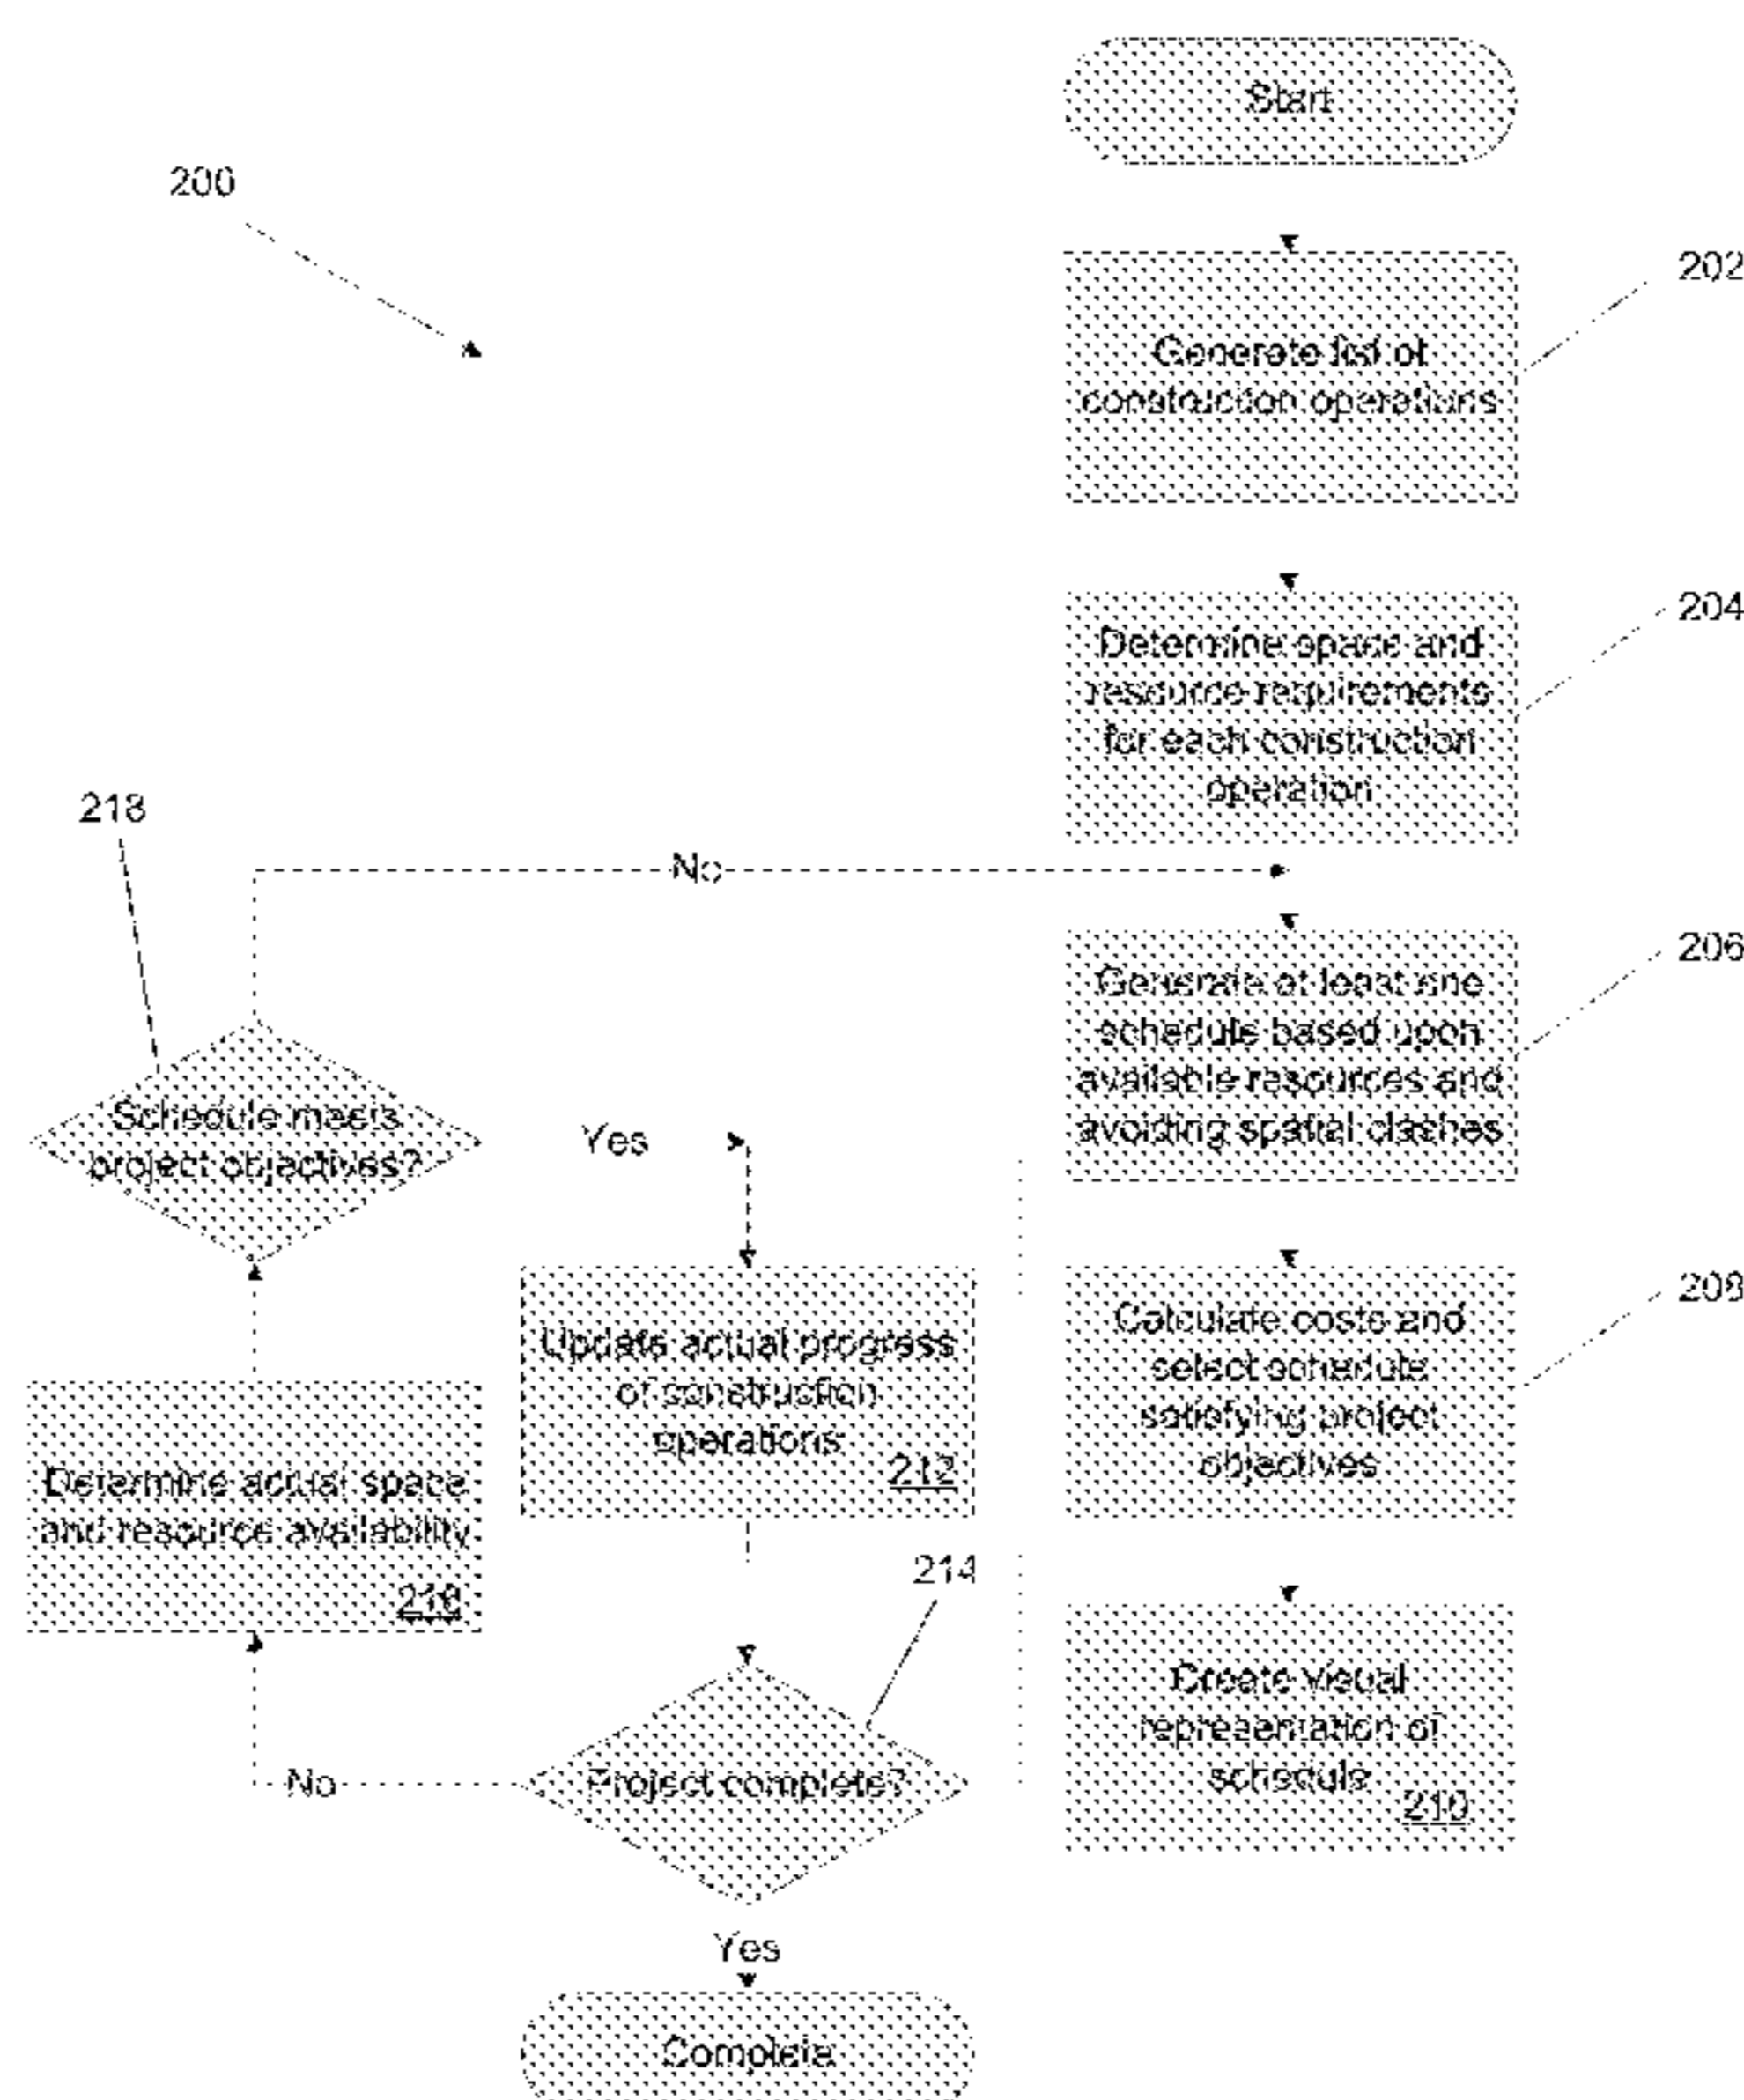 Start
200
202
Generate list of
construction operations
204
Determine space and
resource requirements
for each construction
operation
218
No
206
Generate at least one
schedule based upon
available resources and
avoiding spatial clashes
Schedule meets
project objectives?
Yes
208
Calculate costs and
select schedule
satisfying project
objectives
Update actual progress
of construction
operations
212
Determine actual space
and resource availability
216
214
Create visual
representation of
schedule
210
Project complete?
No
Yes
Complete